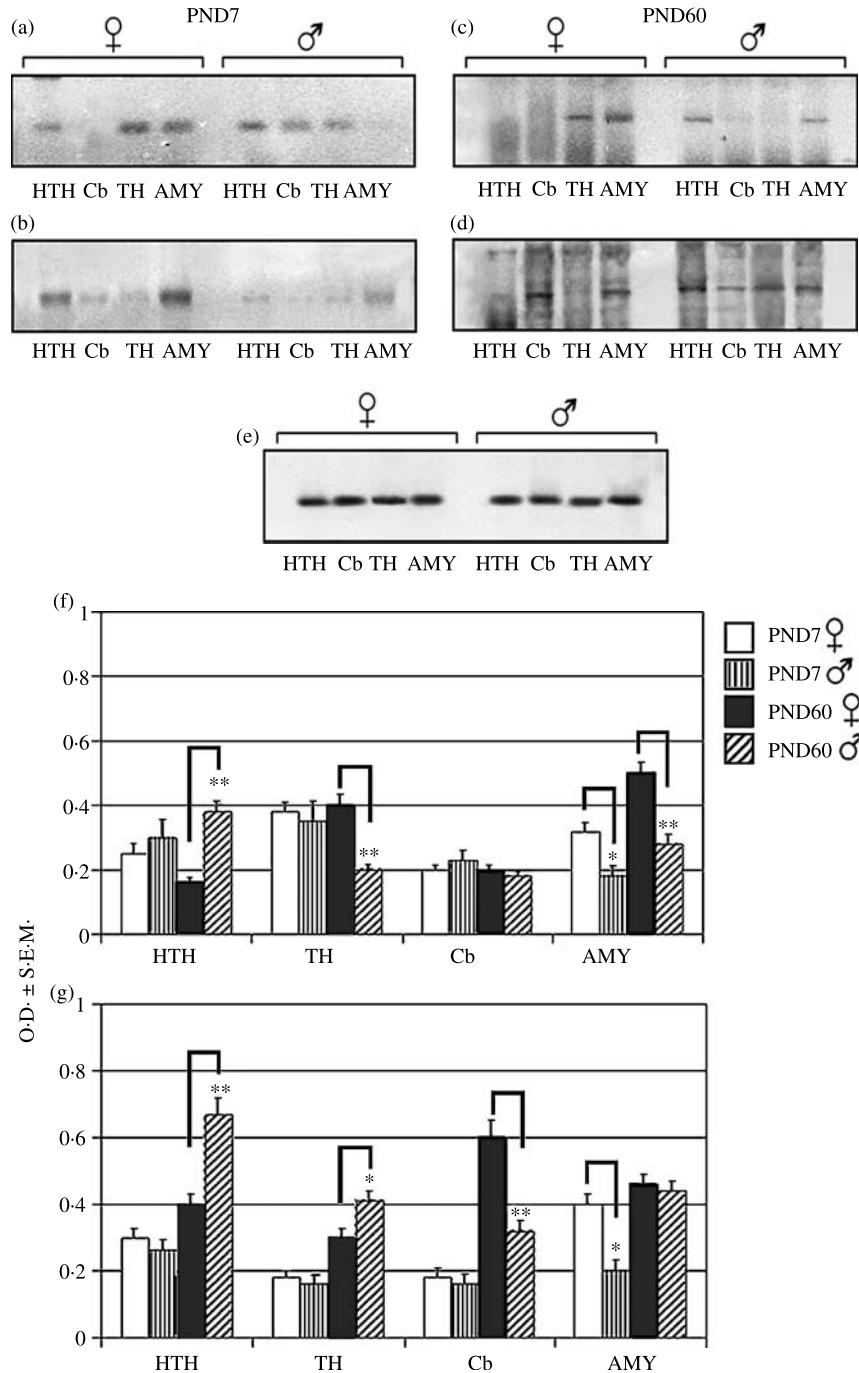 PND7
PND60
(a)
♀ ♂
HTH Cb TH AMY HTH Cb TH AMY
(b)
HTH Cb TH AMY HTH Cb TH AMY
(c)
♀ ♂
HTH Cb TH AMY HTH Cb TH AMY
(d)
HTH Cb TH AMY HTH Cb TH AMY
(e)
♀ ♂
HTH Cb TH AMY HTH Cb TH AMY
O·D· ± S·E·M·
(f)
1
0·8
0·6
0·4
0·2
0
**
**
*
**
HTH TH Cb AMY
PND7 ♀
PND7 ♂
PND60 ♀
PND60 ♂
(g)
1
0·8
0·6
0·4
0·2
0
**
*
**
*
HTH TH Cb AMY